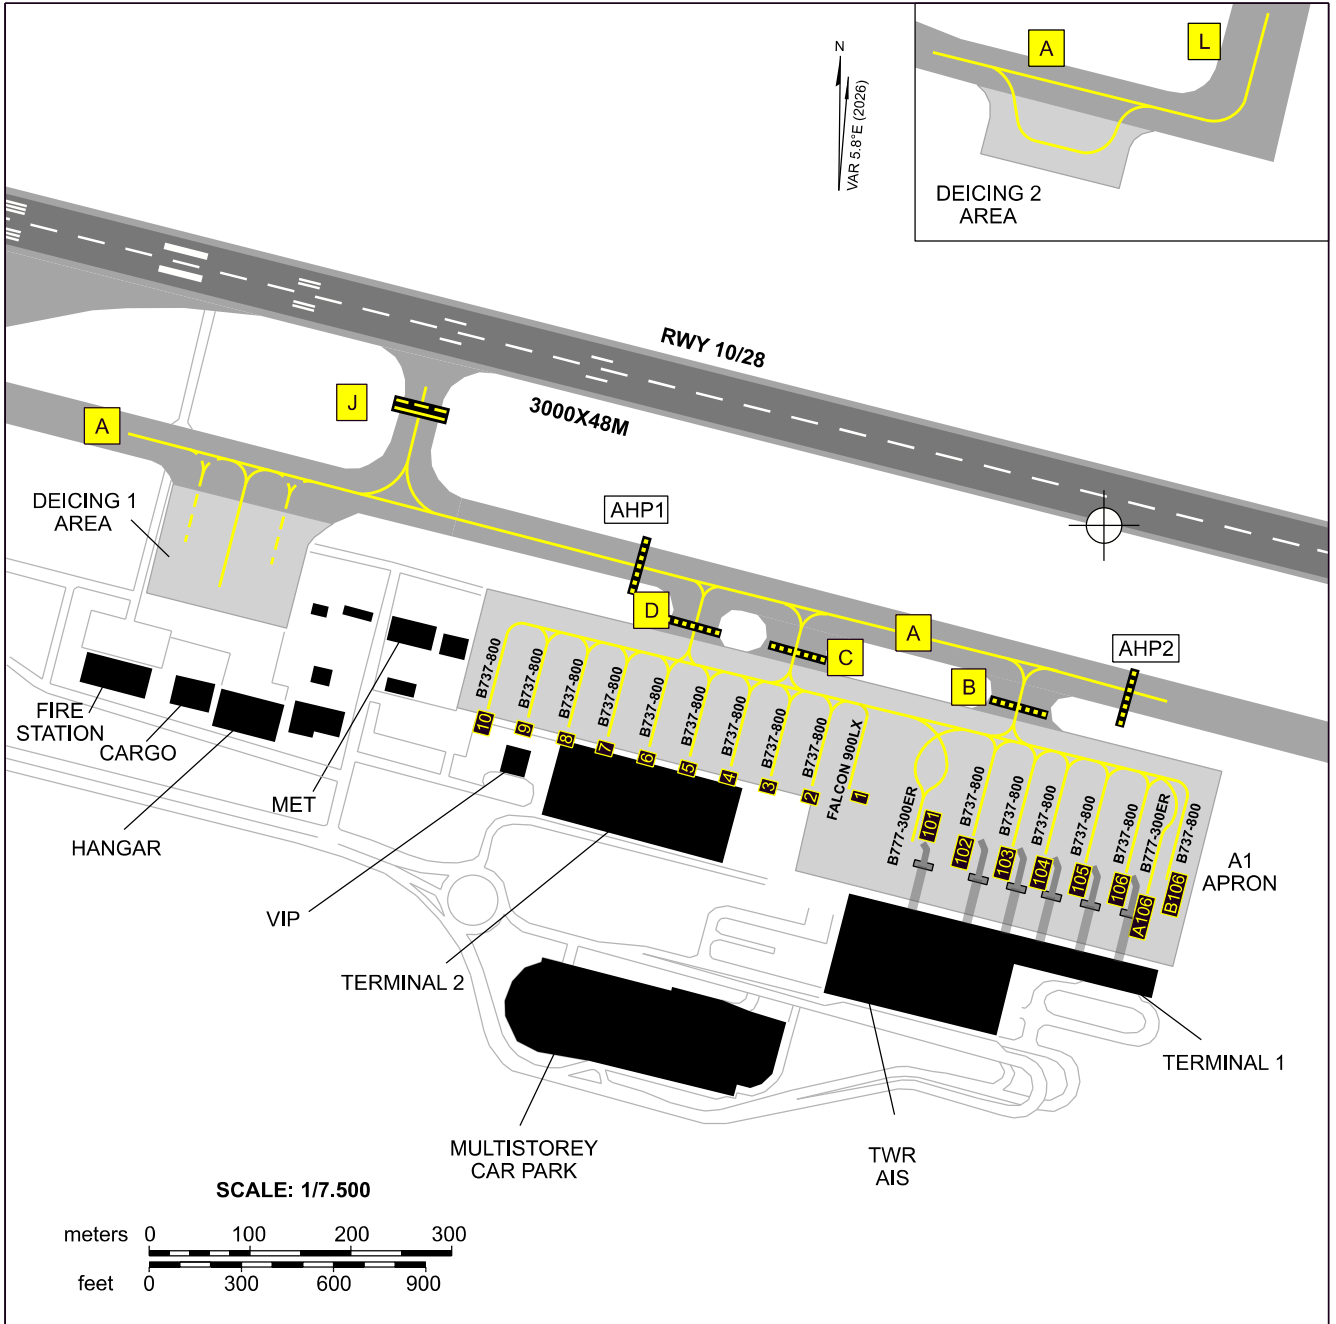 A
L
N
VAR 5.8°E (2026)
DEICING 2
AREA
RWY 10/28
3000X48M
J
A
DEICING 1
AREA
AHP1
D
A
C
AHP2
B
B737-800
B737-800
B737-800
B737-800
B737-800
B737-800
B737-800
B737-800
B737-800
FALCON 900LX
10
9
8
7
6
5
4
3
2
1
B777-300ER
B737-800
B737-800
B737-800
B737-800
B737-800
B777-300ER
B737-800
101
102
103
104
105
106
A106
B106
A1
APRON
FIRE
STATION
CARGO
MET
HANGAR
VIP
TERMINAL 2
TERMINAL 1
MULTISTOREY
CAR PARK
TWR
AIS
SCALE: 1/7.500
meters 0 100 200 300
feet 0 300 600 900